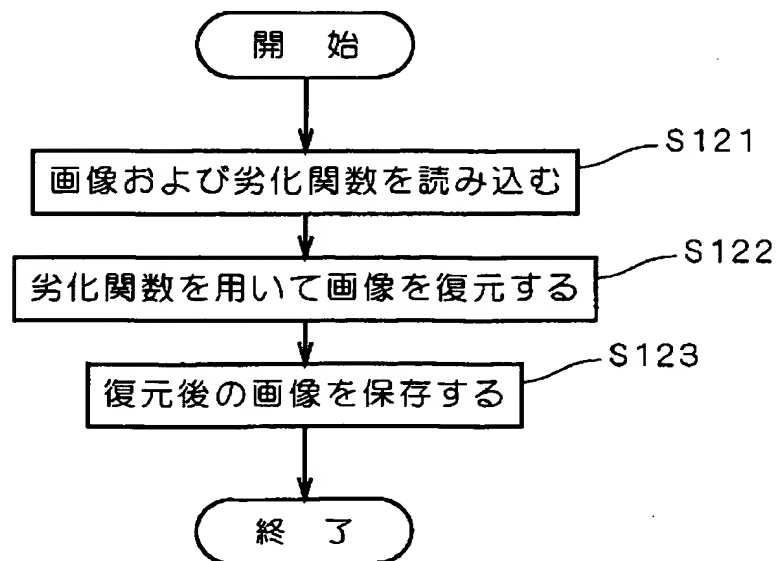 開 始
S121
画像および劣化関数を読み込む
S122
劣化関数を用いて画像を復元する
S123
復元後の画像を保存する
終 了